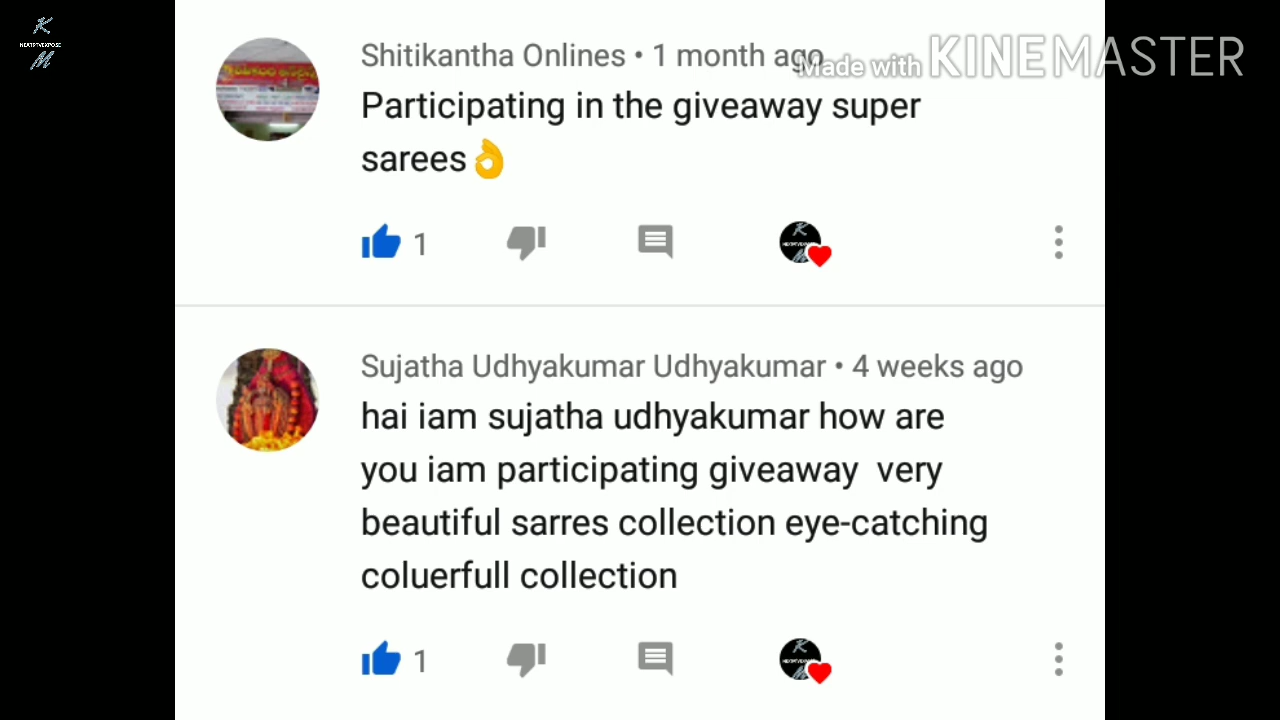 Shitikantha Onlines • 1 month ago
Made with KINEMASTER
Participating in the giveaway super
sarees👌
1
Sujatha Udhyakumar Udhyakumar • 4 weeks ago
hai iam sujatha udhyakumar how are
you iam participating giveaway very
beautiful sarres collection eye-catching
coluerfull collection
1